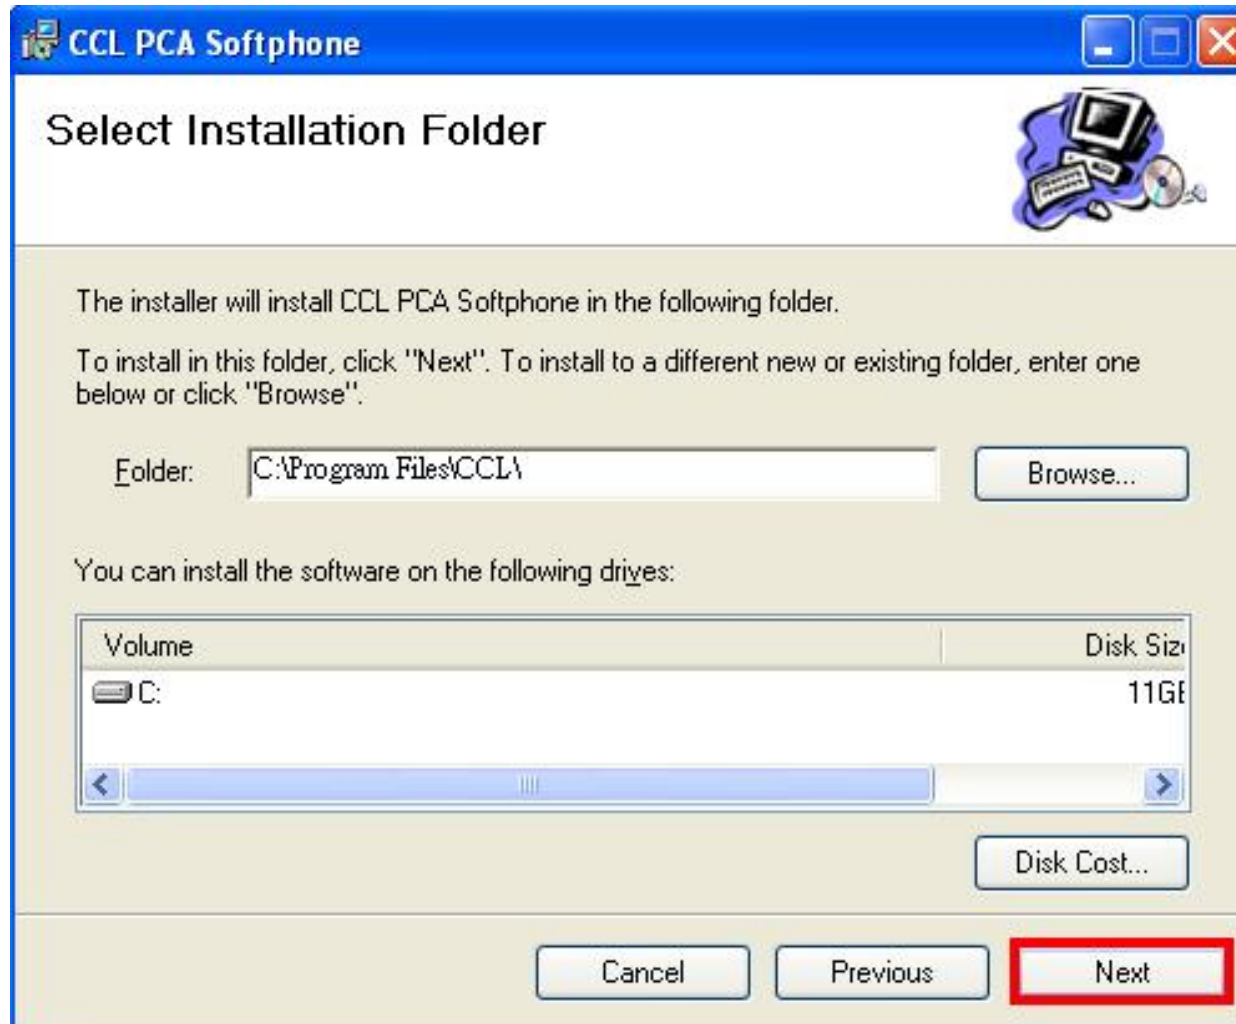 CCL PCA Softphone
Select Installation Folder
The installer will install CCL PCA Softphone in the following folder.
To install in this folder, click "Next". To install to a different new or existing folder, enter one
below or click "Browse".
Folder: C:\Program Files\CCL\ Browse...
You can install the software on the following drives:
Volume Disk Siz
C: 11G
Disk Cost...
Cancel Previous Next